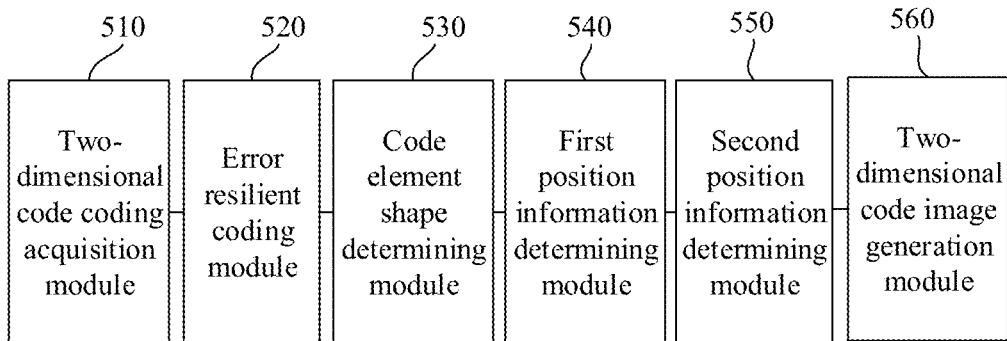 510
520
530
540
550
560
Two-
dimensional
code coding
acquisition
module
Error
resilient
coding
module
Code
element
shape
determining
module
First
position
information
determining
module
Second
position
information
determining
module
Two-
dimensional
code image
generation
module